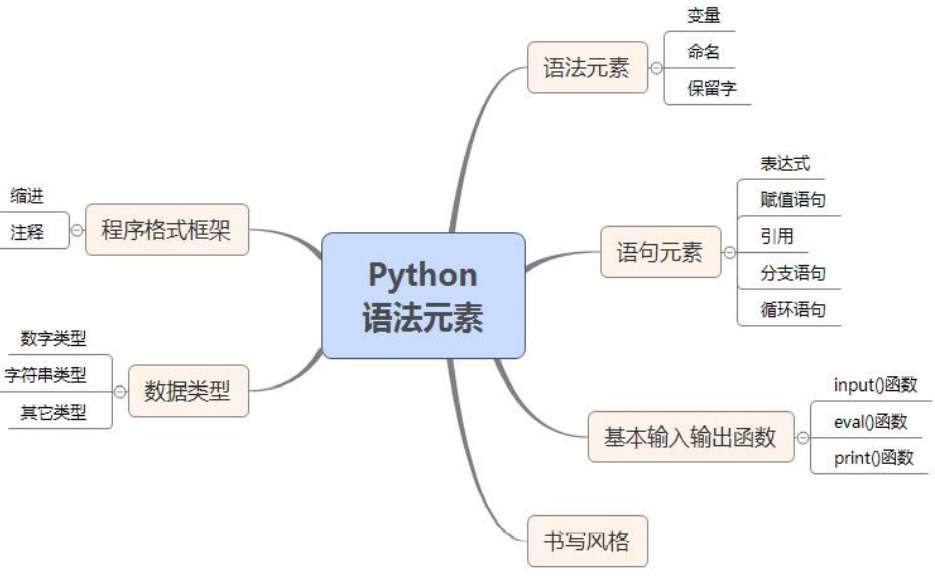 Python
语法元素
语法元素
变量
命名
保留字
语句元素
表达式
赋值语句
引用
分支语句
循环语句
基本输入输出函数
input()函数
eval()函数
print()函数
书写风格
程序格式框架
缩进
注释
数据类型
数字类型
字符串类型
其它类型